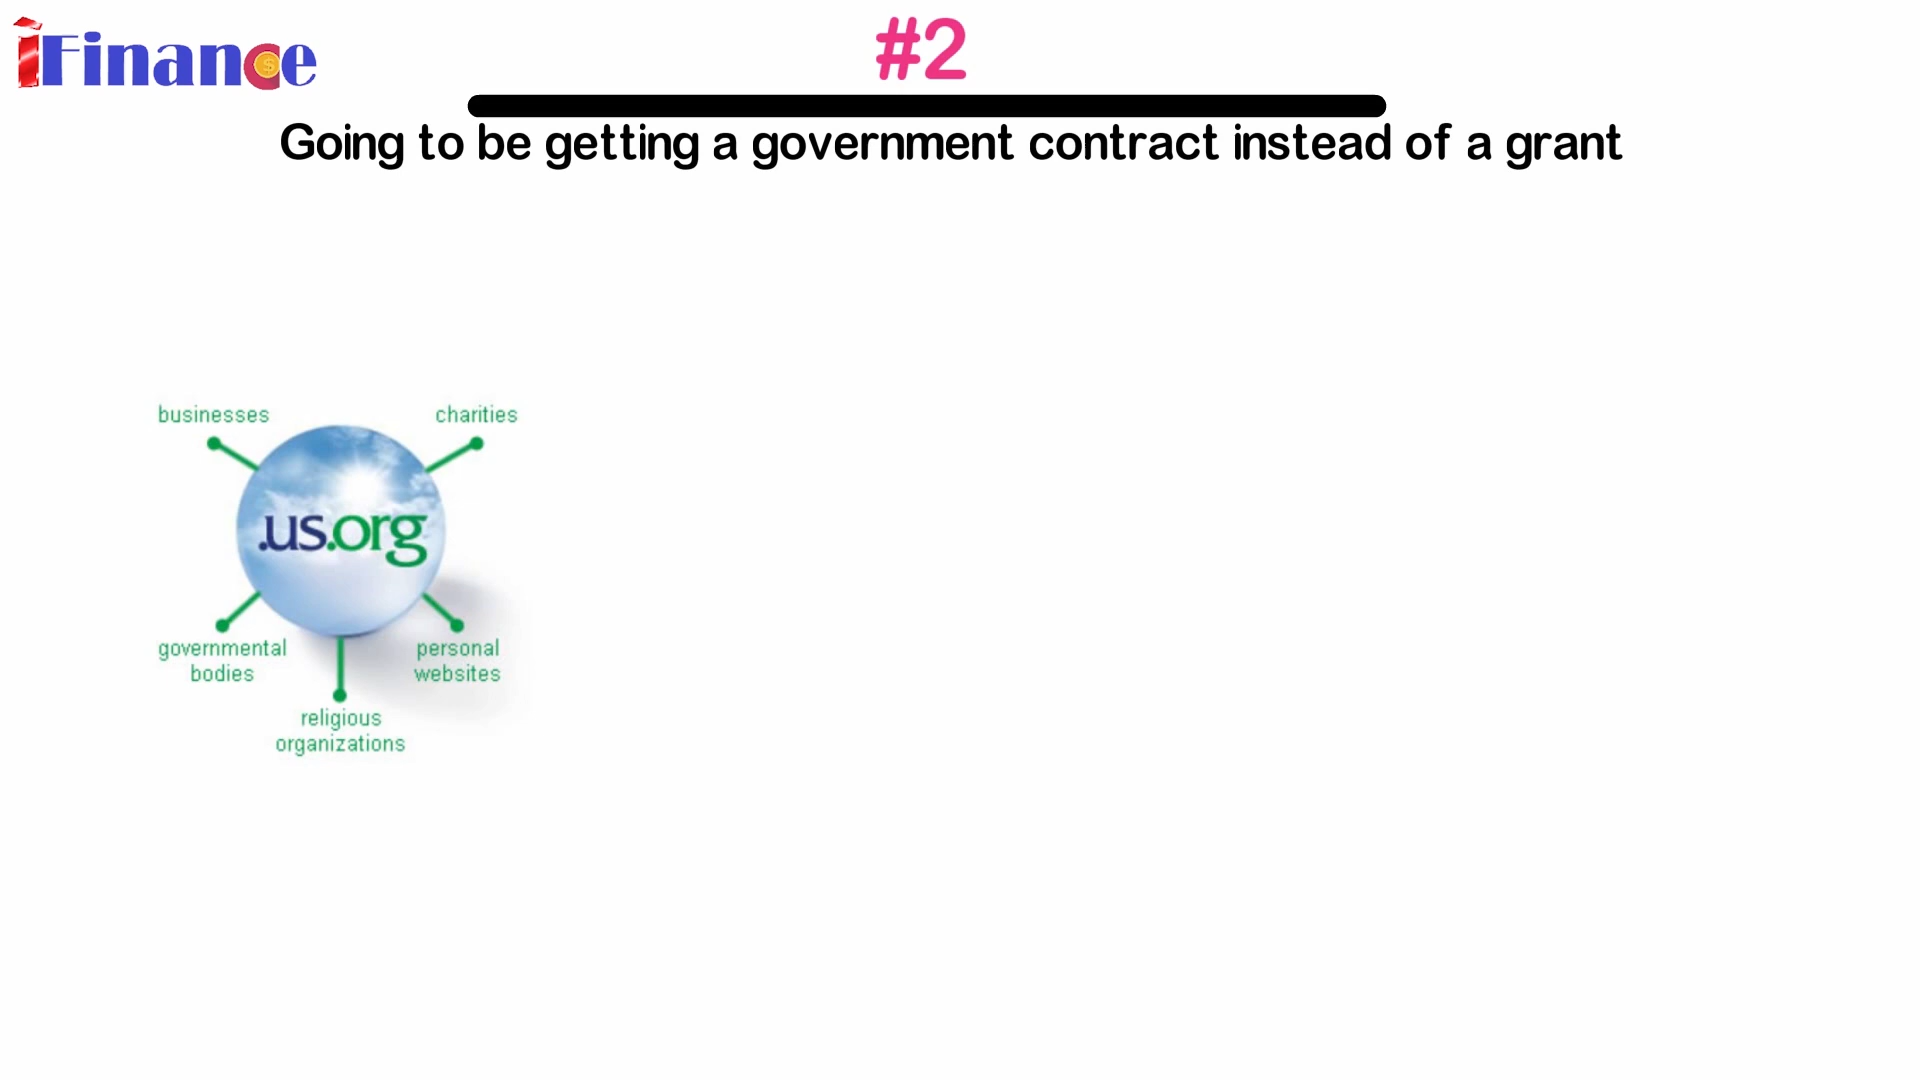 iFinance
#2
Going to be getting a government contract instead of a grant
businesses
charities
.us.org
governmental
bodies
personal
websites
religious
organizations